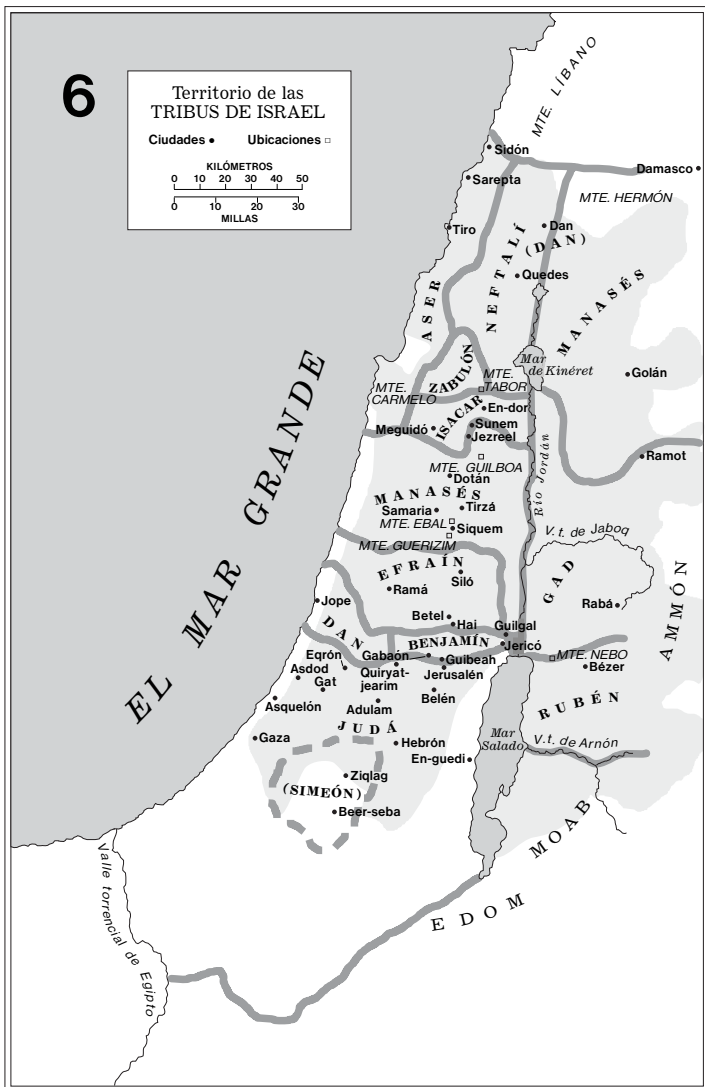 6
Territorio de las
TRIBUS DE ISRAEL
Ciudades Ubicaciones
KILÓMETROS
0 10 20 30 40 50
0 10 20 30
MILLAS
MTE. LÍBANO
Sidón
Damasco
Sarepta
MTE. HERMÓN
Tiro
Dan
(DAN)
NEFTALÍ
Quedes
ASER
MANASÉS
Mar
de Kinéret
Golán
ZABULÓN
MTE.
TABOR
MTE.
CARMELO
ISACAR
En-dor
Meguidó
Sunem
Jezreel
Ramot
MTE. GUILBOA
Río Jordán
EL MAR GRANDE
Dotán
MANASÉS
Samaria
Tirzá
MTE. EBAL
Siquem
MTE. GUERIZIM
V.t. de Jaboq
EFRAÍN
Siló
Ramá
GAD
Rabá
AMMÓN
Jope
DAN
Betel
Hai
Guilgal
BENJAMÍN
Jericó
MTE. NEBO
Bézer
Eqrón
Gabaón
Guibeah
Asdod
Gat
Quiryat-
jearim
Jerusalén
Belén
Asquelón
Adulam
RUBÉN
JUDÁ
Gaza
Hebrón
Mar
Salado
V.t. de Arnón
En-guedi
Ziqlag
(SIMEÓN)
Beer-seba
MOAB
EDOM
Valle torrencial de Egipto